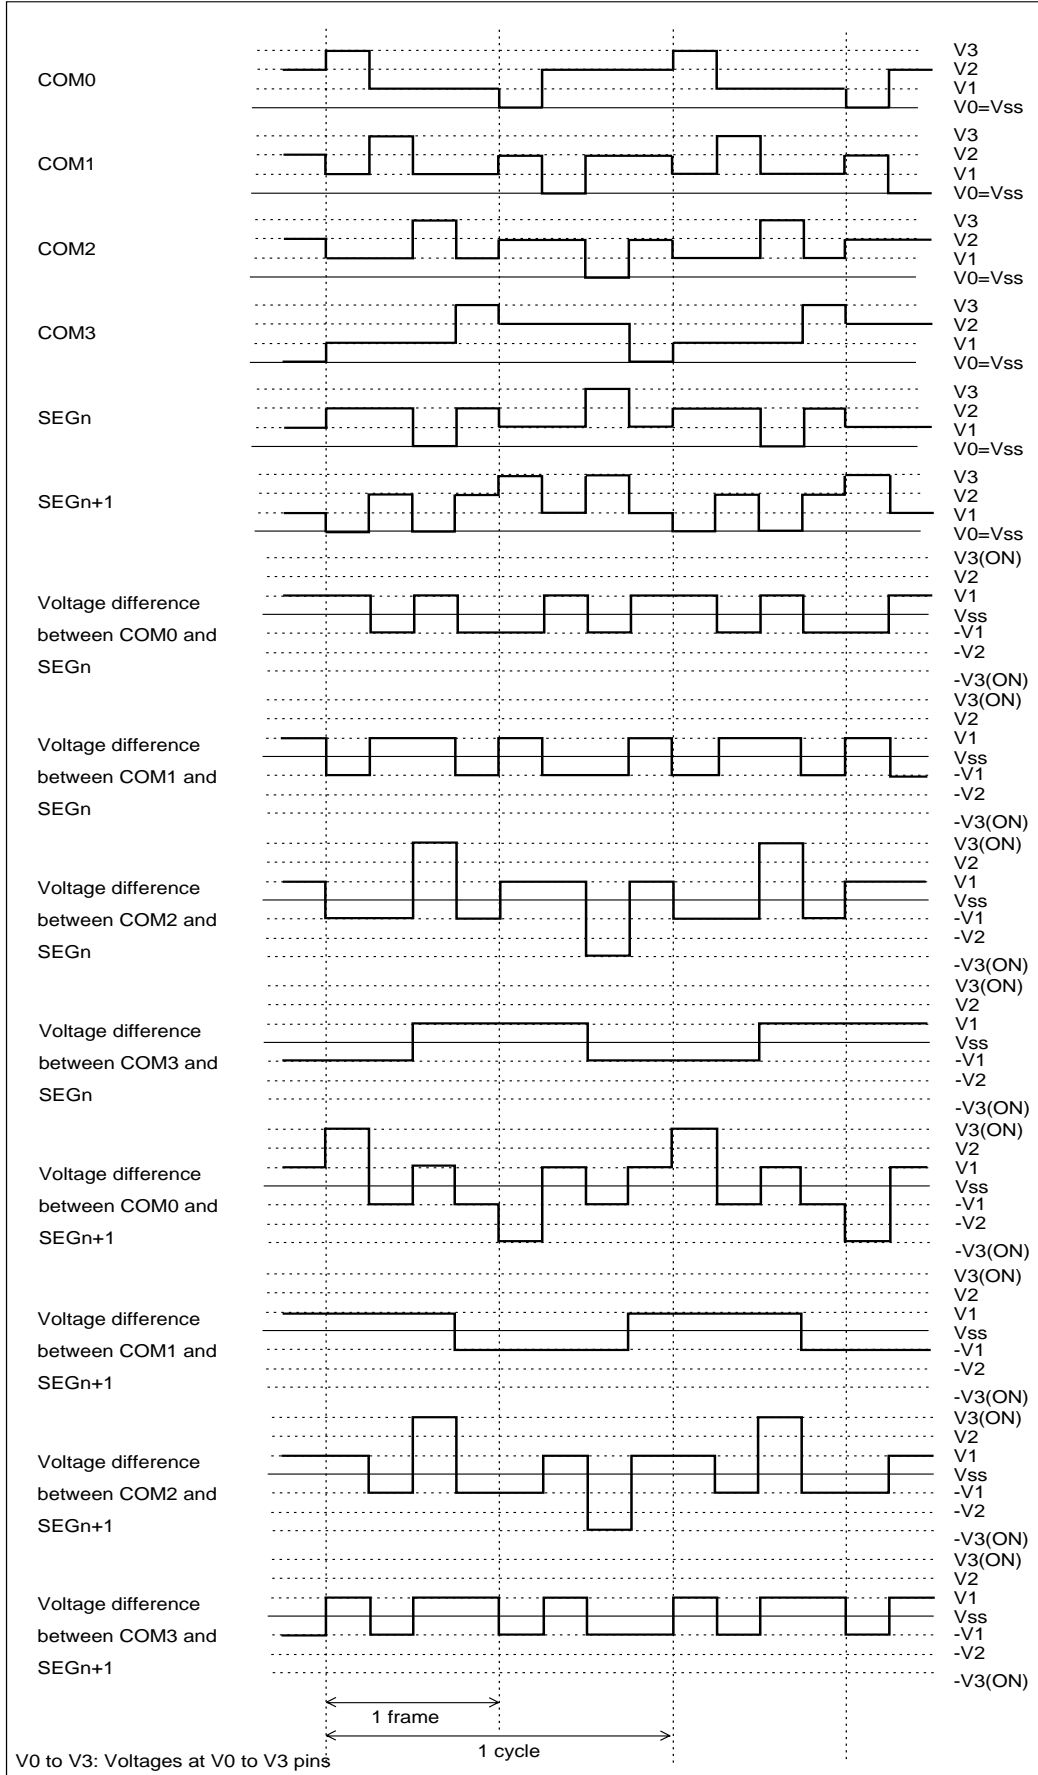 V3
COM0
V2
V1
V0=Vss
V3
COM1
V2
V1
V0=Vss
V3
COM2
V2
V1
V0=Vss
V3
COM3
V2
V1
V0=Vss
V3
SEGn
V2
V1
V0=Vss
V3
SEGn+1
V2
V1
V0=Vss
V3(ON)
V2
V1
Voltage difference
Vss
between COM0 and
-V1
-V2
SEGn
-V3(ON)
V3(ON)
V2
V1
Voltage difference
Vss
between COM1 and
-V1
-V2
SEGn
-V3(ON)
V3(ON)
V2
V1
Voltage difference
Vss
between COM2 and
-V1
-V2
SEGn
-V3(ON)
V3(ON)
V2
V1
Voltage difference
Vss
between COM3 and
-V1
-V2
SEGn
-V3(ON)
V3(ON)
V2
V1
Voltage difference
Vss
between COM0 and
-V1
-V2
SEGn+1
-V3(ON)
V3(ON)
V2
V1
Voltage difference
Vss
between COM1 and
-V1
-V2
SEGn+1
-V3(ON)
V3(ON)
V2
V1
Voltage difference
Vss
between COM2 and
-V1
-V2
SEGn+1
-V3(ON)
V3(ON)
V2
V1
Voltage difference
Vss
between COM3 and
-V1
-V2
SEGn+1
-V3(ON)
1 frame
1 cycle
V0 to V3: Voltages at V0 to V3 pins